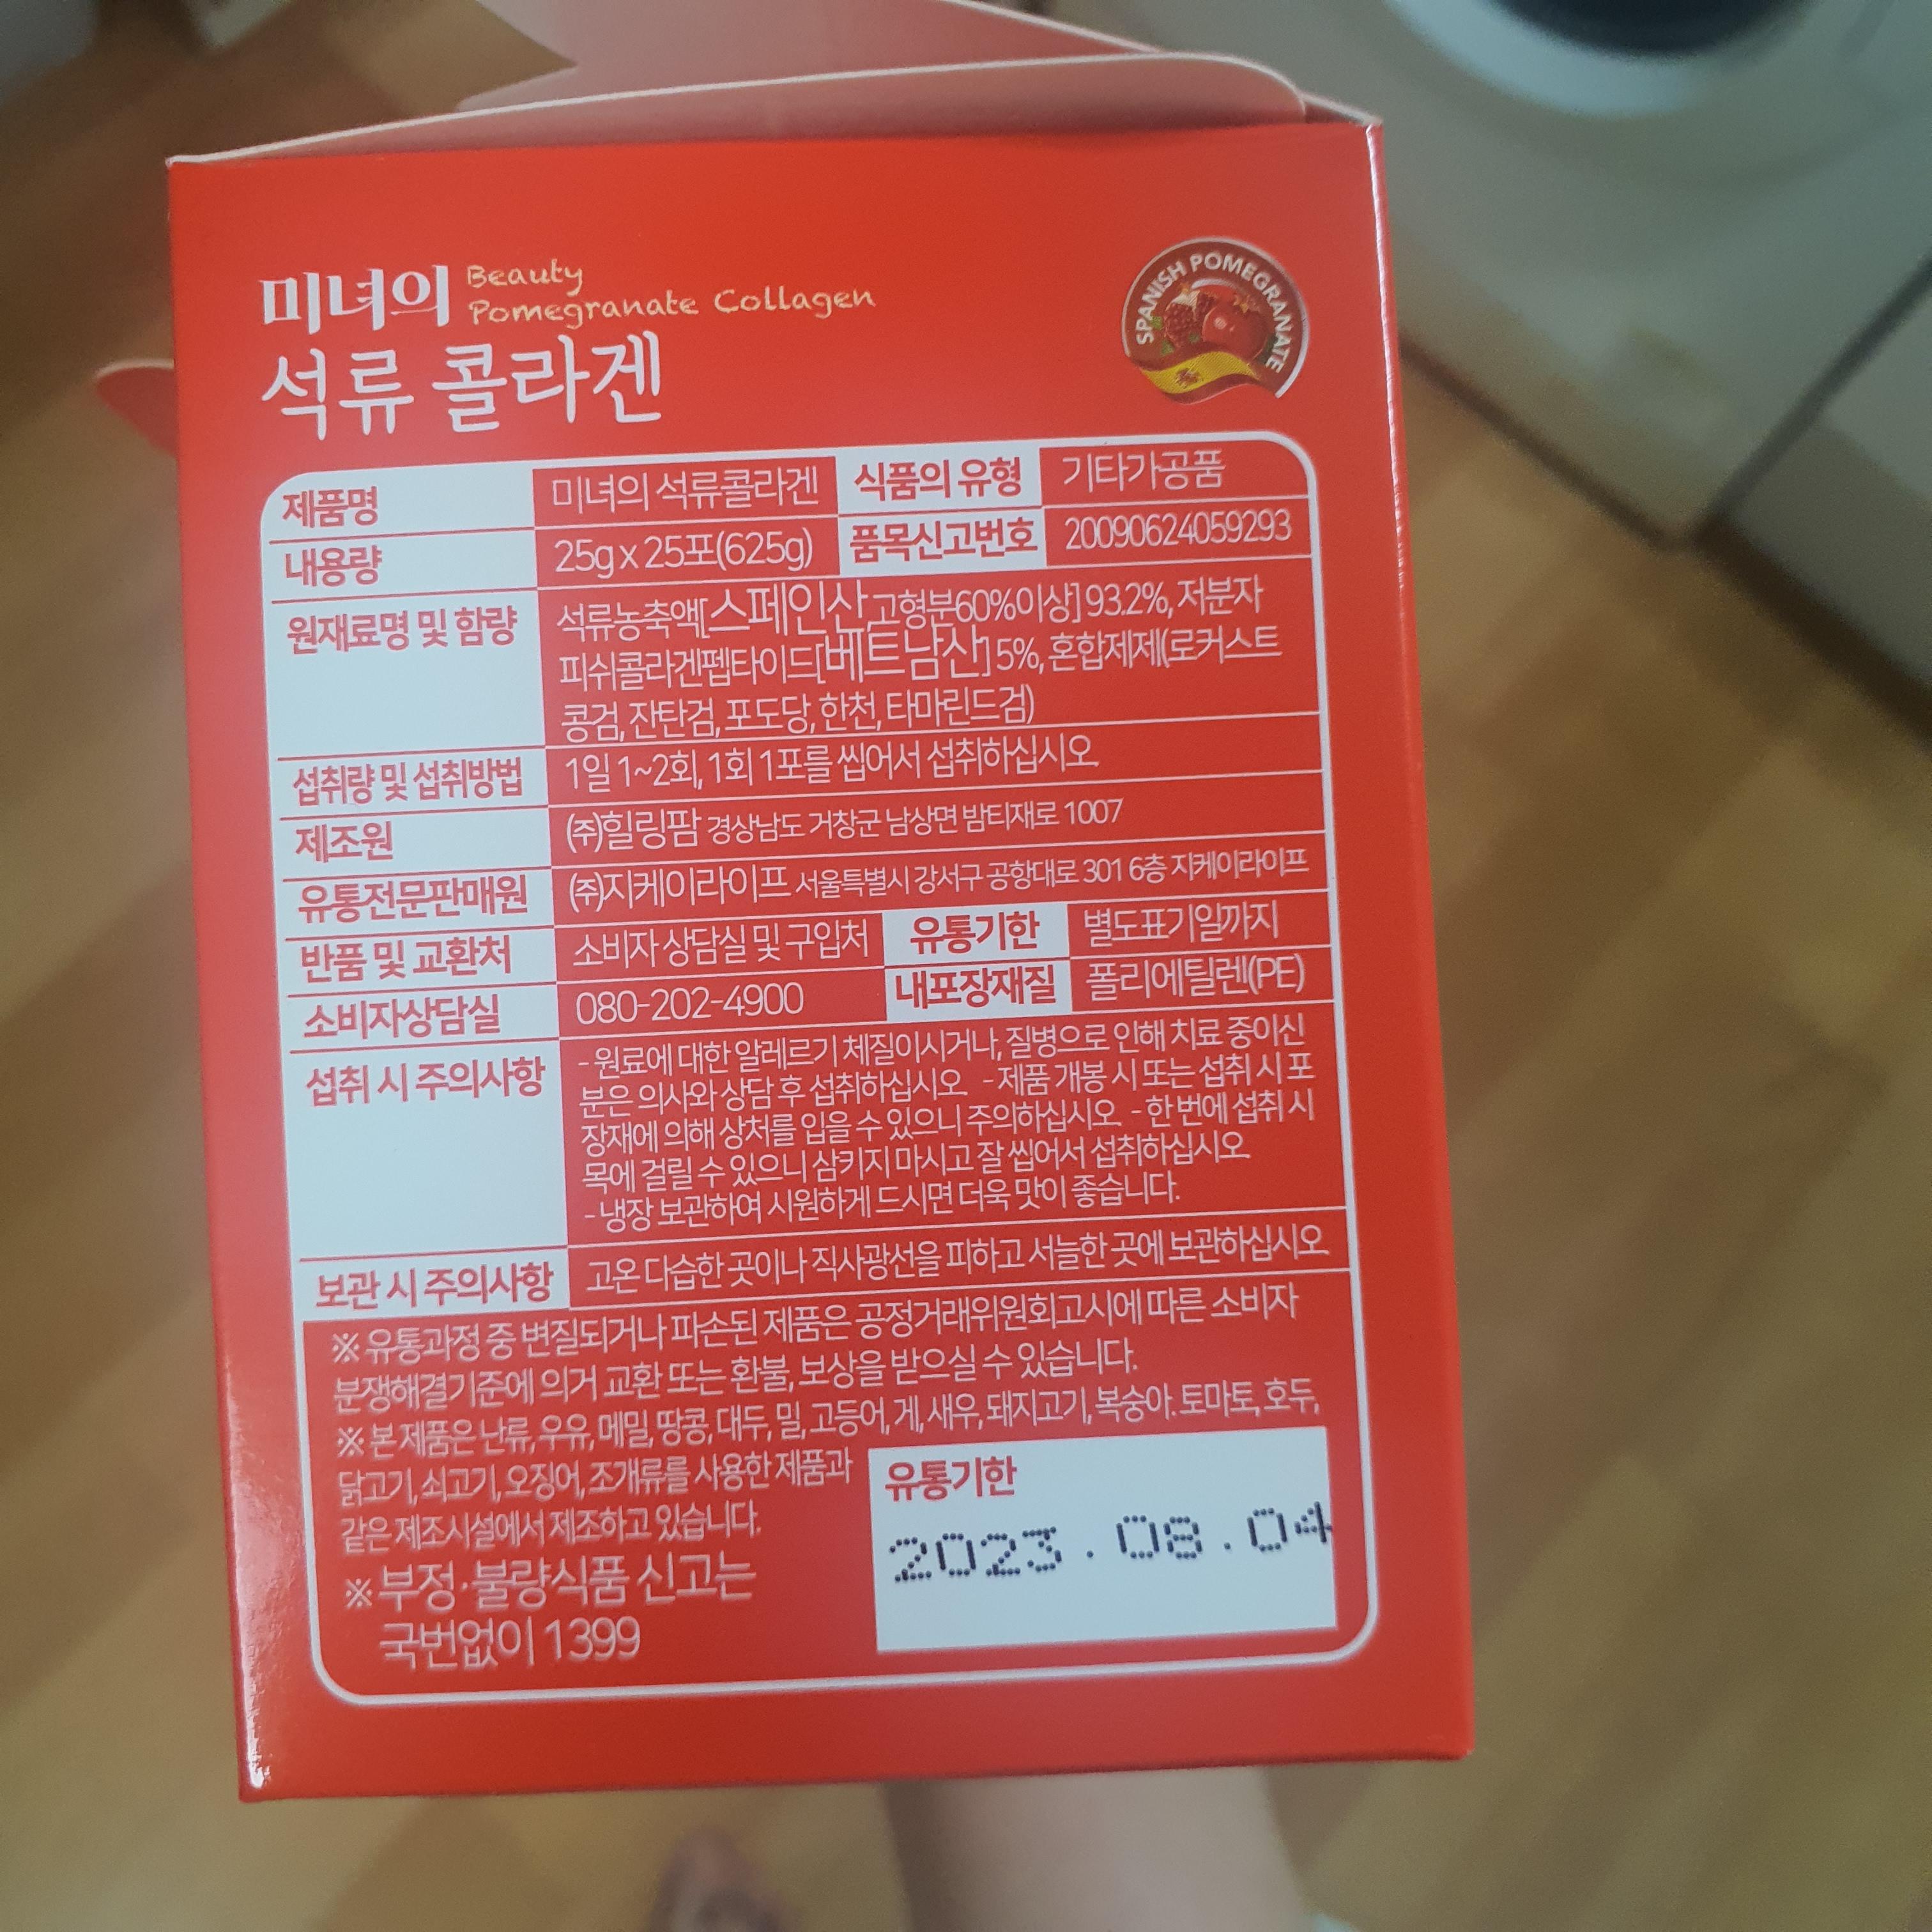 미녀의 Beauty
Pomegranate Collagen
석류 콜라겐
SPANISH POMEGRANATE
제품명 미녀의 석류콜라겐 식품의 유형 기타가공품
내용량 25g x 25포(625g) 품목신고번호 20090624059293
원재료명 및 함량 석류농축액[스페인산 고형분60%이상] 93.2%, 저분자
피쉬콜라겐펩타이드[베트남산] 5%, 혼합제제(로커스트
콩검, 잔탄검, 포도당, 한천, 타마린드검)
섭취량 및 섭취방법 1일 1~2회, 1회 1포를 씹어서 섭취하십시오.
제조원 ㈜힐링팜 경상남도 거창군 남상면 밤티재로 1007
유통전문판매원 ㈜지케이라이프 서울특별시 강서구 공항대로 301 6층 지케이라이프
반품 및 교환처 소비자 상담실 및 구입처 유통기한 별도표기일까지
소비자상담실 080-202-4900 내포장재질 폴리에틸렌(PE)
섭취 시 주의사항 - 원료에 대한 알레르기 체질이시거나, 질병으로 인해 치료 중이신
분은 의사와 상담 후 섭취하십시오. - 제품 개봉 시 또는 섭취 시 포
장재에 의해 상처를 입을 수 있으니 주의하십시오. - 한 번에 섭취 시
목에 걸릴 수 있으니 삼키지 마시고 잘 씹어서 섭취하십시오.
- 냉장 보관하여 시원하게 드시면 더욱 맛이 좋습니다.
보관 시 주의사항 고온 다습한 곳이나 직사광선을 피하고 서늘한 곳에 보관하십시오
※ 유통과정 중 변질되거나 파손된 제품은 공정거래위원회고시에 따른 소비자
분쟁해결기준에 의거 교환 또는 환불, 보상을 받으실 수 있습니다.
※ 본 제품은 난류, 우유, 메밀, 땅콩, 대두, 밀, 고등어, 게, 새우, 돼지고기, 복숭아. 토마토, 호두,
닭고기, 쇠고기, 오징어, 조개류를 사용한 제품과
같은 제조시설에서 제조하고 있습니다.
※ 부정·불량식품 신고는
국번없이 1399
유통기한
2023.08.04